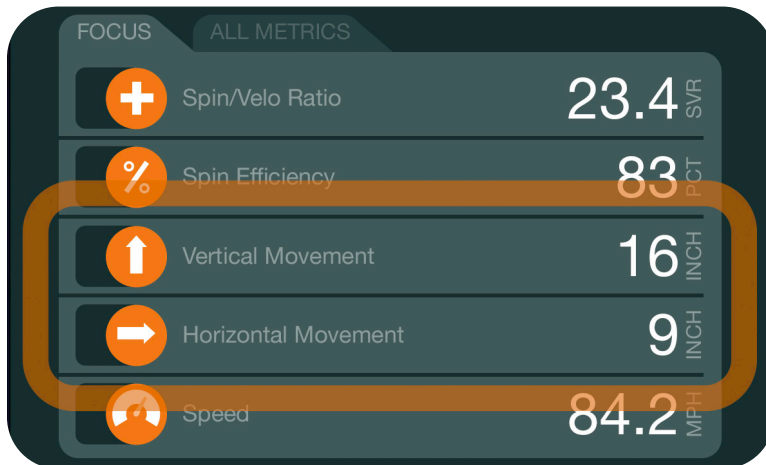 FOCUS ALL METRICS
Spin/Velo Ratio 23.4 SVR
Spin Efficiency 83 PCT
Vertical Movement 16 INCH
Horizontal Movement 9 INCH
Speed 84.2 MPH